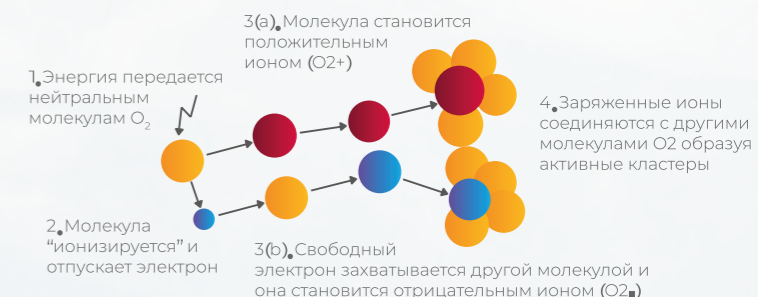 1.Энергия передается
нейтральным
молекулам O₂
2.Молекула
“ионизируется” и
отпускает электрон
3(a).Молекула становится
положительным
ионом (O2+)
3(b).Свободный
электрон захватывается другой молекулой и
она становится отрицательным ионом (O2-)
4.Заряженные ионы
соединяются с другими
молекулами O2 образуя
активные кластеры